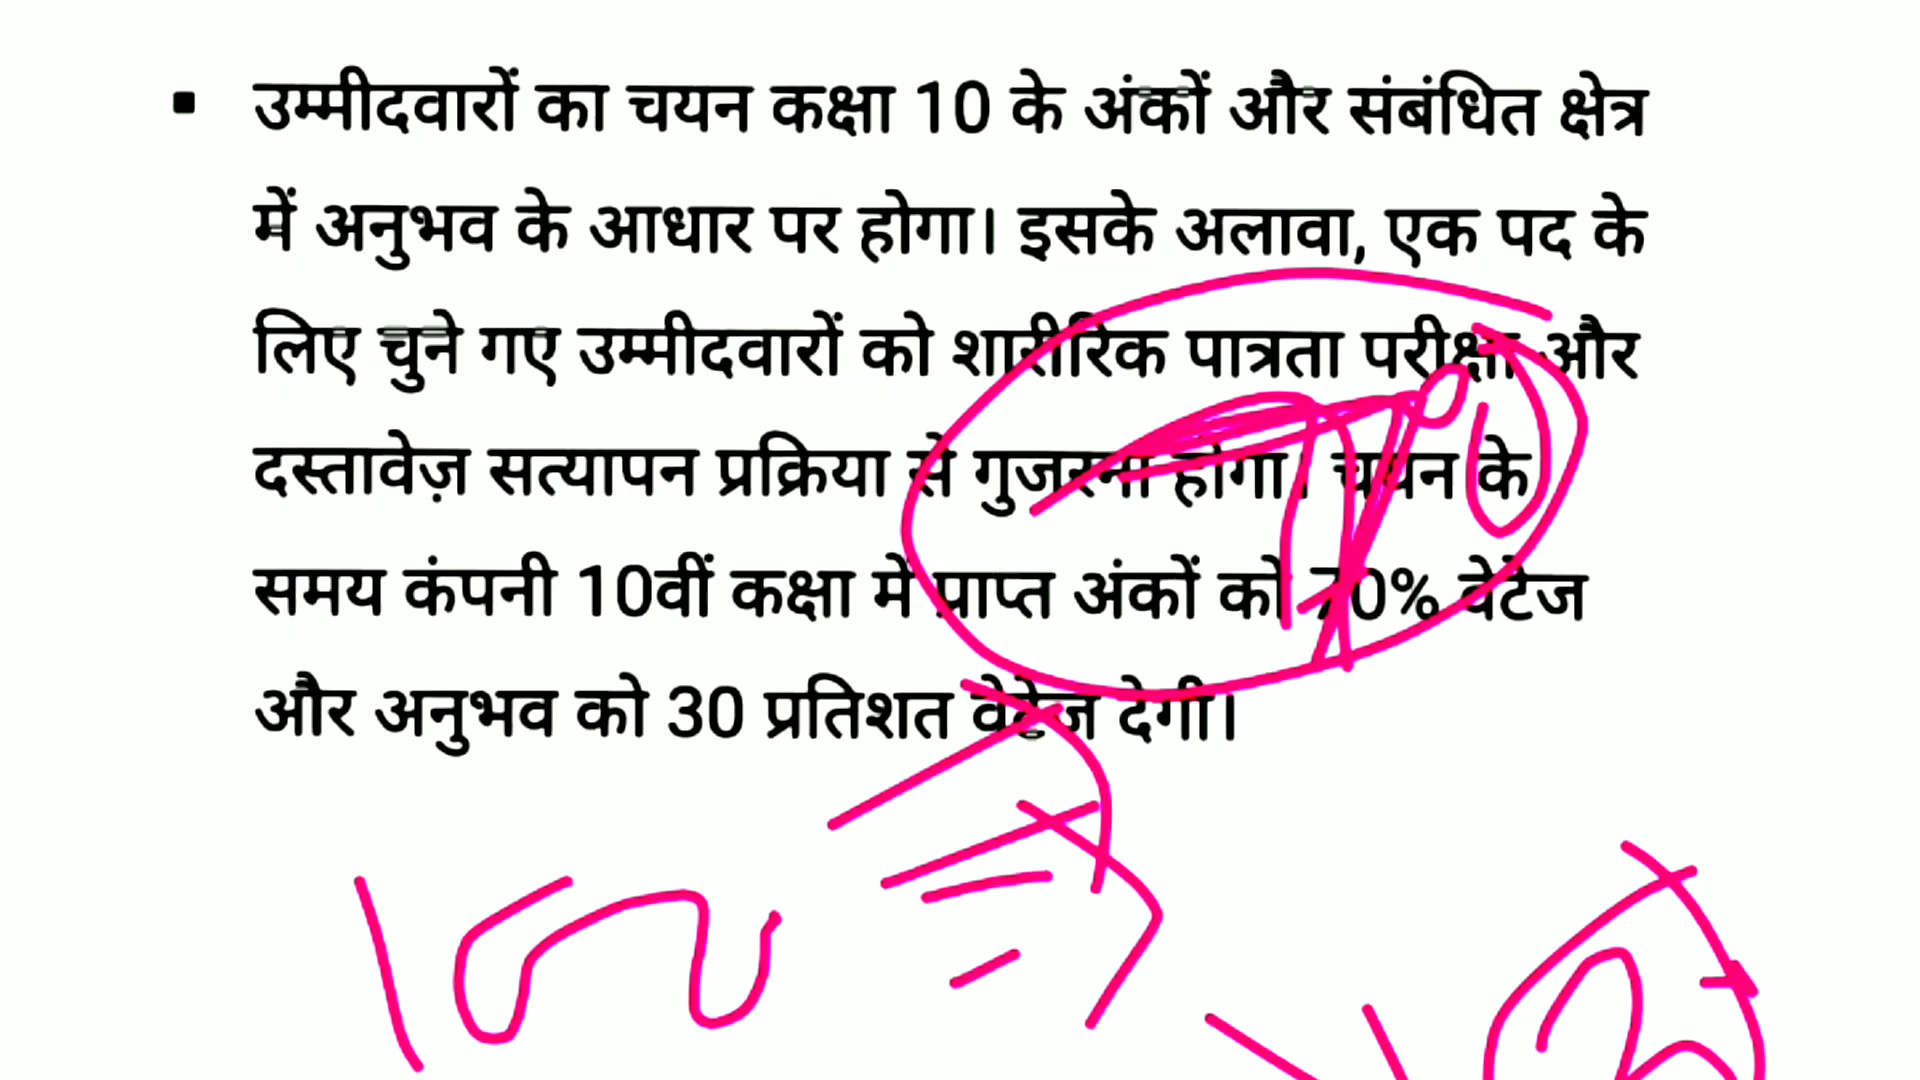 ▪ उम्मीदवारों का चयन कक्षा 10 के अंकों और संबंधित क्षेत्र
में अनुभव के आधार पर होगा। इसके अलावा, एक पद के
लिए चुने गए उम्मीदवारों को शारीरिक पात्रता परीक्षा और
दस्तावेज़ सत्यापन प्रक्रिया से गुजरना होगा। चयन के
समय कंपनी 10वीं कक्षा में प्राप्त अंकों को 70% वेटेज
और अनुभव को 30 प्रतिशत वेटेज देगी।
100